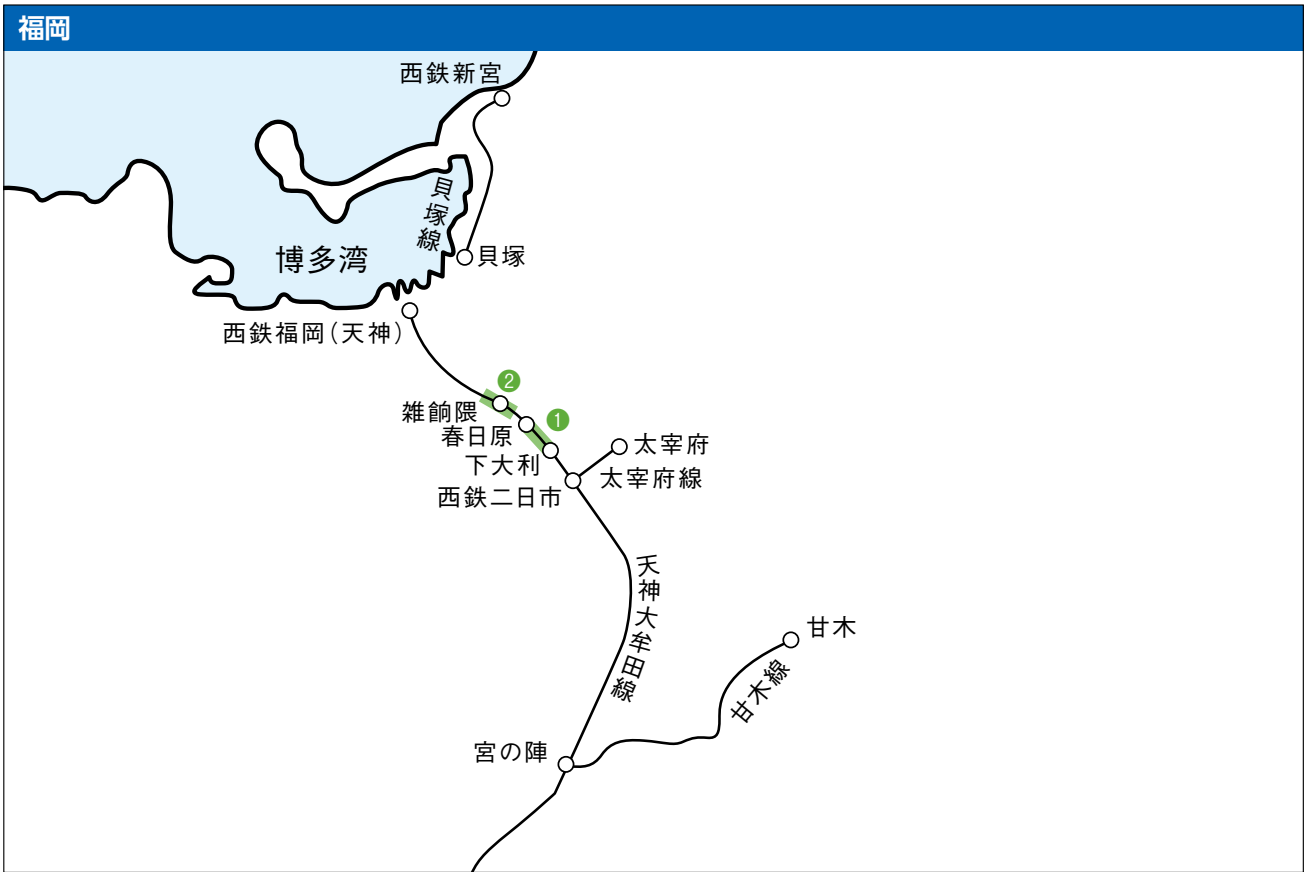 福岡
西鉄新宮
貝塚線
博多湾
貝塚
西鉄福岡(天神)
❷
雑餉隈
❶
春日原
太宰府
下大利
太宰府線
西鉄二日市
天神大牟田線
甘木
甘木線
宮の陣